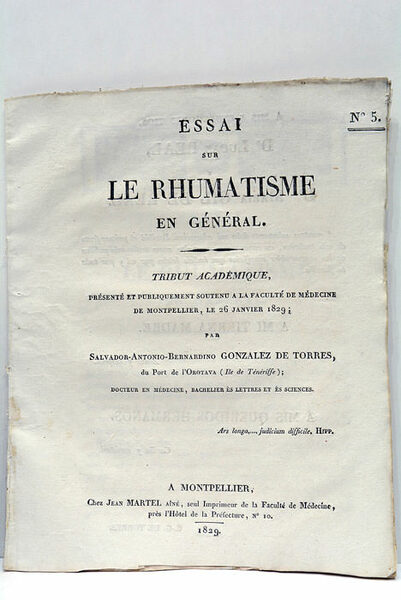 N° 5.
ESSAI
SUR
LE RHUMATISME
EN GÉNÉRAL.
TRIBUT ACADÉMIQUE,
PRÉSENTÉ ET PUBLIQUEMENT SOUTENU A LA FACULTÉ DE MÉDECINE
DE MONTPELLIER, LE 26 JANVIER 1829;
PAR
SALVADOR-ANTONIO-BERNARDINO GONZALEZ DE TORRES,
du Port de l'OROTAVA (Ile de Ténériffe);
DOCTEUR EN MÉDECINE, BACHELIER ÈS LETTRES ET ÈS SCIENCES.
Ars longa,... judicium difficile. HIPP.
A MONTPELLIER,
Chez JEAN MARTEL AÎNÉ, seul Imprimeur de la Faculté de Médecine,
près l'Hôtel de la Préfecture, N° 10.
1829.